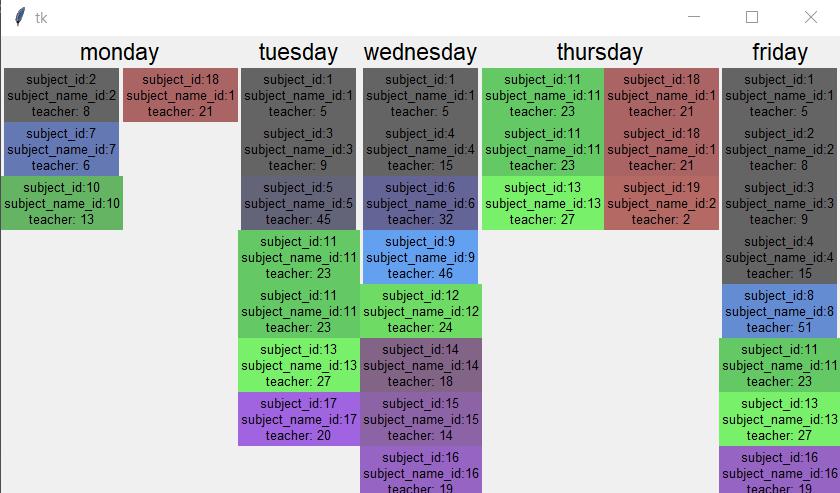 tk
monday
tuesday
wednesday
thursday
friday
subject_id:2
subject_name_id:2
teacher: 8
subject_id:7
subject_name_id:7
teacher: 6
subject_id:10
subject_name_id:10
teacher: 13
subject_id:18
subject_name_id:1
teacher: 21
subject_id:1
subject_name_id:1
teacher: 5
subject_id:3
subject_name_id:3
teacher: 9
subject_id:5
subject_name_id:5
teacher: 45
subject_id:11
subject_name_id:11
teacher: 23
subject_id:11
subject_name_id:11
teacher: 23
subject_id:13
subject_name_id:13
teacher: 27
subject_id:17
subject_name_id:17
teacher: 20
subject_id:1
subject_name_id:1
teacher: 5
subject_id:4
subject_name_id:4
teacher: 15
subject_id:6
subject_name_id:6
teacher: 32
subject_id:9
subject_name_id:9
teacher: 46
subject_id:12
subject_name_id:12
teacher: 24
subject_id:14
subject_name_id:14
teacher: 18
subject_id:15
subject_name_id:15
teacher: 14
subject_id:16
subject_name_id:16
teacher: 19
subject_id:11
subject_name_id:11
teacher: 23
subject_id:11
subject_name_id:11
teacher: 23
subject_id:13
subject_name_id:13
teacher: 27
subject_id:18
subject_name_id:1
teacher: 21
subject_id:18
subject_name_id:1
teacher: 21
subject_id:19
subject_name_id:2
teacher: 2
subject_id:1
subject_name_id:1
teacher: 5
subject_id:2
subject_name_id:2
teacher: 8
subject_id:3
subject_name_id:3
teacher: 9
subject_id:4
subject_name_id:4
teacher: 15
subject_id:8
subject_name_id:8
teacher: 51
subject_id:11
subject_name_id:11
teacher: 23
subject_id:13
subject_name_id:13
teacher: 27
subject_id:16
subject_name_id:16
teacher: 19